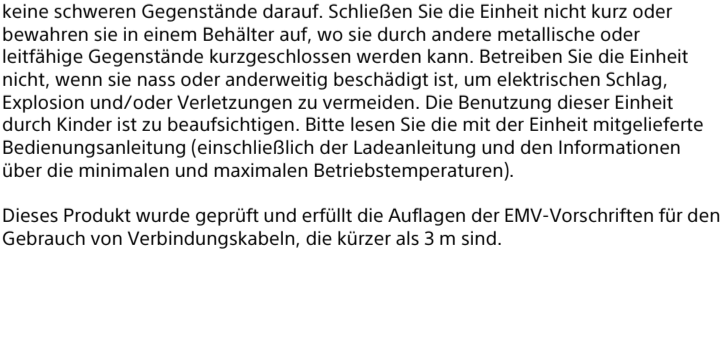 keine schweren Gegenstände darauf. Schließen Sie die Einheit nicht kurz oder
bewahren sie in einem Behälter auf, wo sie durch andere metallische oder
leitfähige Gegenstände kurzgeschlossen werden kann. Betreiben Sie die Einheit
nicht, wenn sie nass oder anderweitig beschädigt ist, um elektrischen Schlag,
Explosion und/oder Verletzungen zu vermeiden. Die Benutzung dieser Einheit
durch Kinder ist zu beaufsichtigen. Bitte lesen Sie die mit der Einheit mitgelieferte
Bedienungsanleitung (einschließlich der Ladeanleitung und den Informationen
über die minimalen und maximalen Betriebstemperaturen).
Dieses Produkt wurde geprüft und erfüllt die Auflagen der EMV-Vorschriften für den
Gebrauch von Verbindungskabeln, die kürzer als 3 m sind.